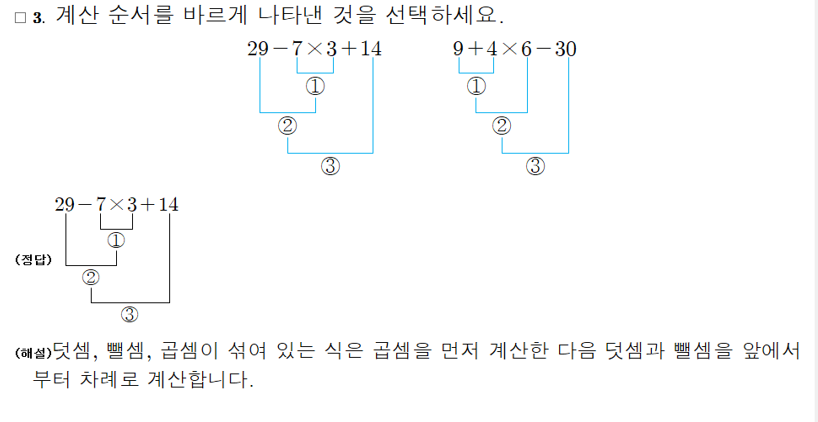 □ 3. 계산 순서를 바르게 나타낸 것을 선택하세요.
29－7×3＋14 9＋4×6－30
① ①
② ②
③ ③
29－7×3＋14
①
(정답)
②
③
(해설)덧셈, 뺄셈, 곱셈이 섞여 있는 식은 곱셈을 먼저 계산한 다음 덧셈과 뺄셈을 앞에서
부터 차례로 계산합니다.